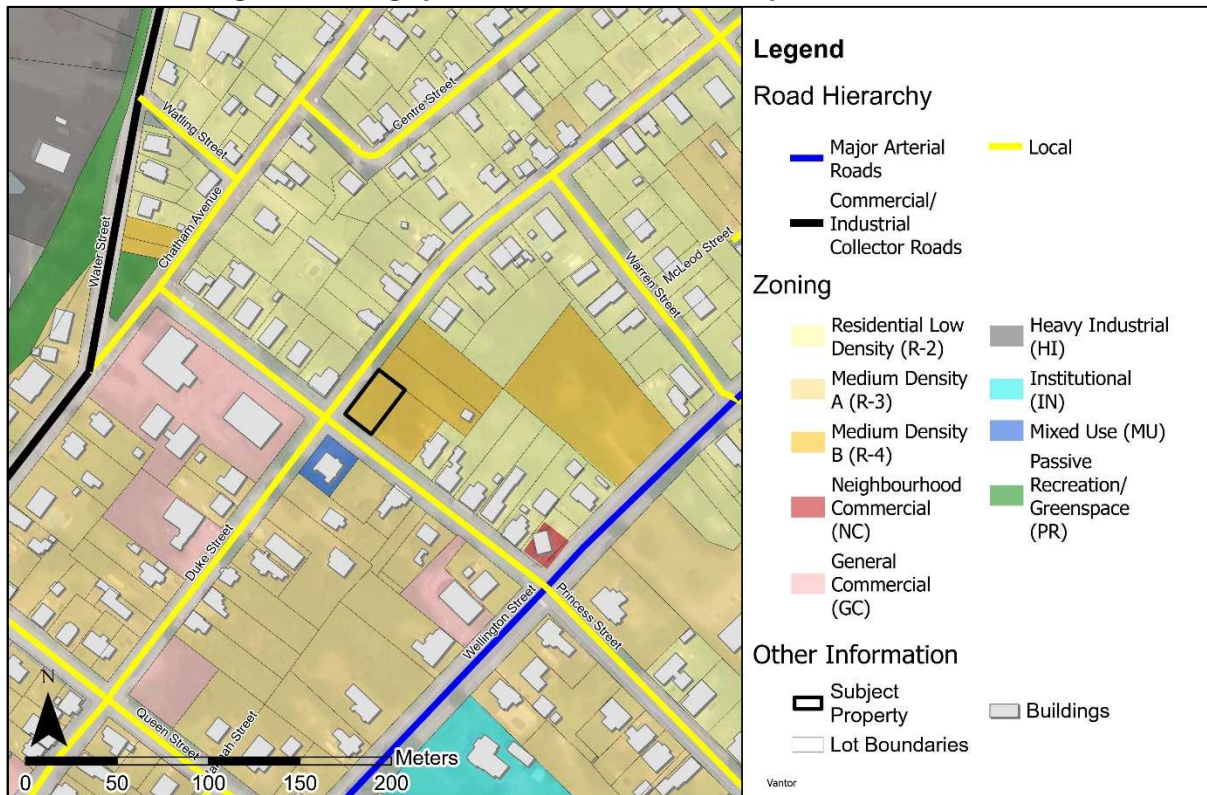 Watling Street
Centre Street
Chatham Avenue
Water Street
McLeod Street
Warren Street
Duke Street
Wellington Street
Princess Street
Queen Street
Street
N
Meters
0 50 100 150 200
Legend
Road Hierarchy
Major Arterial
Roads
Local
Commercial/
Industrial
Collector Roads
Zoning
Residential Low
Density (R-2)
Heavy Industrial
(HI)
Medium Density
A (R-3)
Institutional
(IN)
Medium Density
B (R-4)
Mixed Use (MU)
Neighbourhood
Commercial
(NC)
Passive
Recreation/
Greenspace
(PR)
General
Commercial
(GC)
Other Information
Subject
Property
Buildings
Lot Boundaries
Vantor